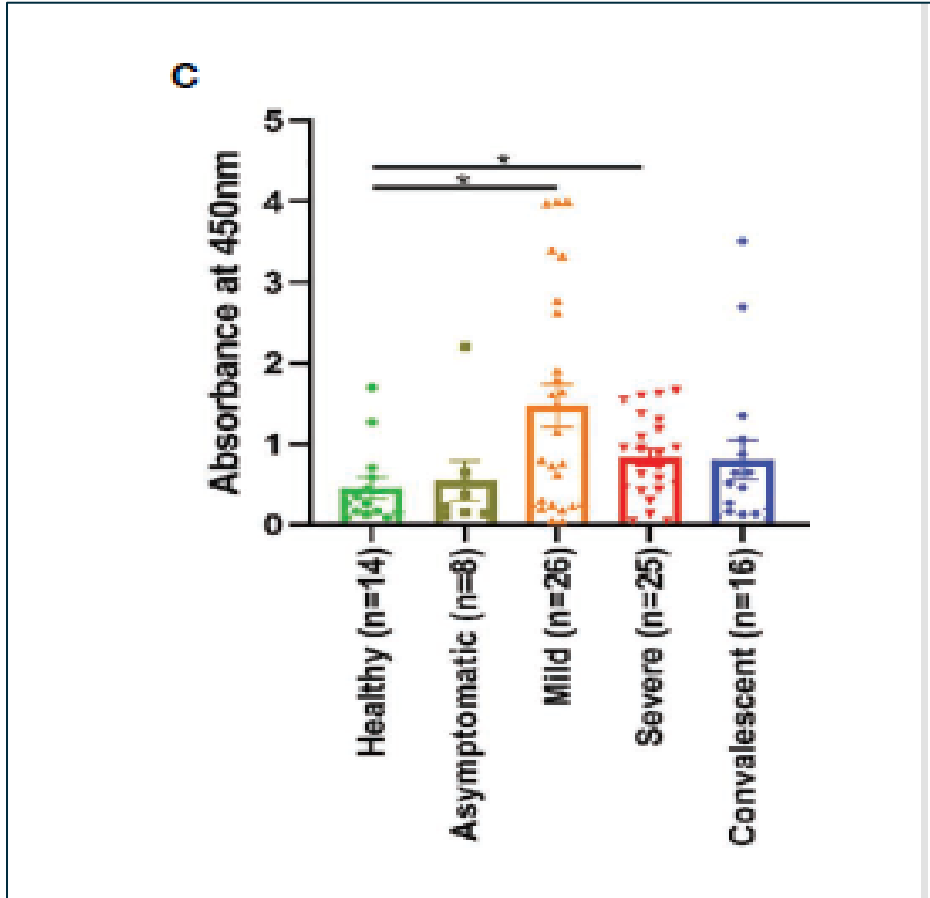 C
Absorbance at 450nm
5
4
3
2
1
0
*
*
Healthy (n=14)
Asymptomatic (n=8)
Mild (n=26)
Severe (n=25)
Convalescent (n=16)